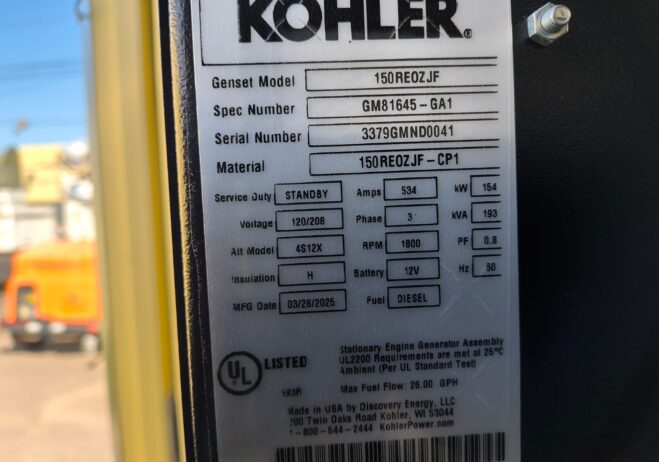 KOHLER®
Genset Model 150REOZJF
Spec Number GM81645-GA1
Serial Number 3379GMND0041
Material 150REOZJF-CP1
Service Duty STANDBY Amps 534 kW 154
Voltage 120/208 Phase 3 kVA 193
Alt Model 4S12X RPM 1800 PF 0.8
Insulation H Battery 12V Hz 60
MFG Date 03/28/2025 Fuel DIESEL
Stationary Engine Generator Assembly
UL2200 Requirements are met at 25°C
Ambient (Per UL Standard Test)
UL LISTED
Max Fuel Flow: 26.00 GPH
Made in USA by Discovery Energy, LLC
Twin Oaks Road Kohler, WI 53044
1-800-544-2444 KohlerPower.com